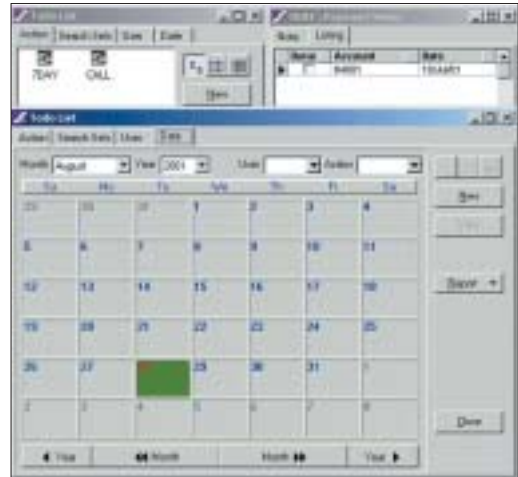 Todo List
Action Search Sets User Date
7DAY CALL
New
Diary Listing
Account Date
Todo List
Action Search Sets User Date
Month August Year 2001 User Action
Su Mo Tu We Th Fr Sa
29 30 31 1 2 3 4
New
5 6 7 8 9 10 11
12 13 14 15 16 17 18
Report
19 20 21 22 23 24 25
26 27 29 30 31 1
2 3 4 5 6 7 8
Close
Year Month Month Year